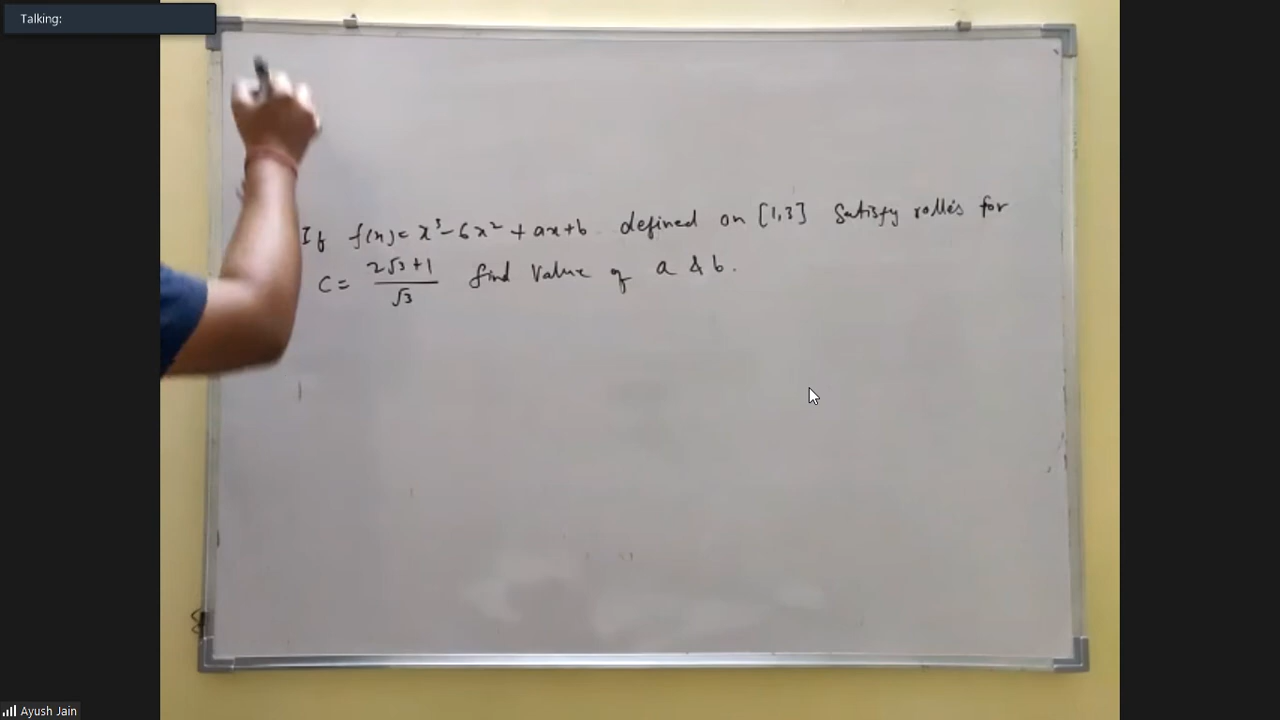 Talking:
If f(x)= x³-6x²+ax+b defined on [1,3] Satisfy rolle's for
C = 2√3+1/√3 find Value of a & b.
Ayush Jain